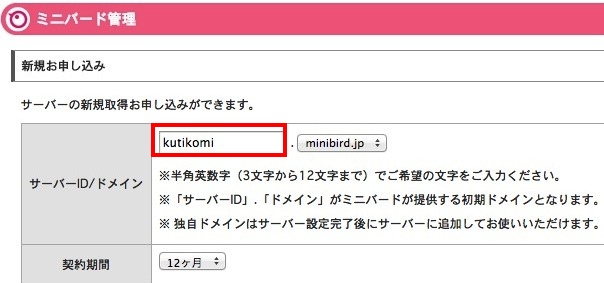 ミニバード管理
新規お申し込み
サーバーの新規取得お申し込みができます。
サーバーID/ドメイン
kutikomi . minibird.jp
※半角英数字(3文字から12文字まで)でご希望の文字をご入力ください。
※「サーバーID」.「ドメイン」がミニバードが提供する初期ドメインとなります。
※ 独自ドメインはサーバー設定完了後にサーバーに追加してお使いいただけます。
契約期間
12ヶ月